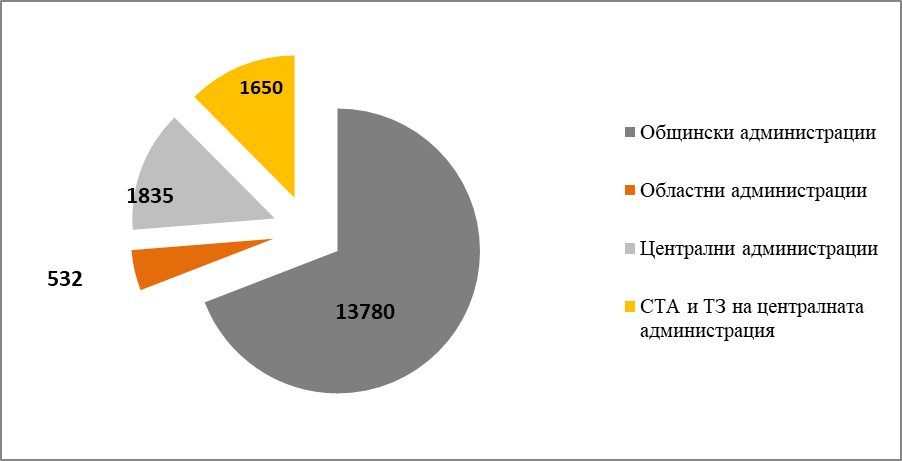 1650
1835
532
13780
Общински администрации
Областни администрации
Централни администрации
СТА и ТЗ на централната
администрация